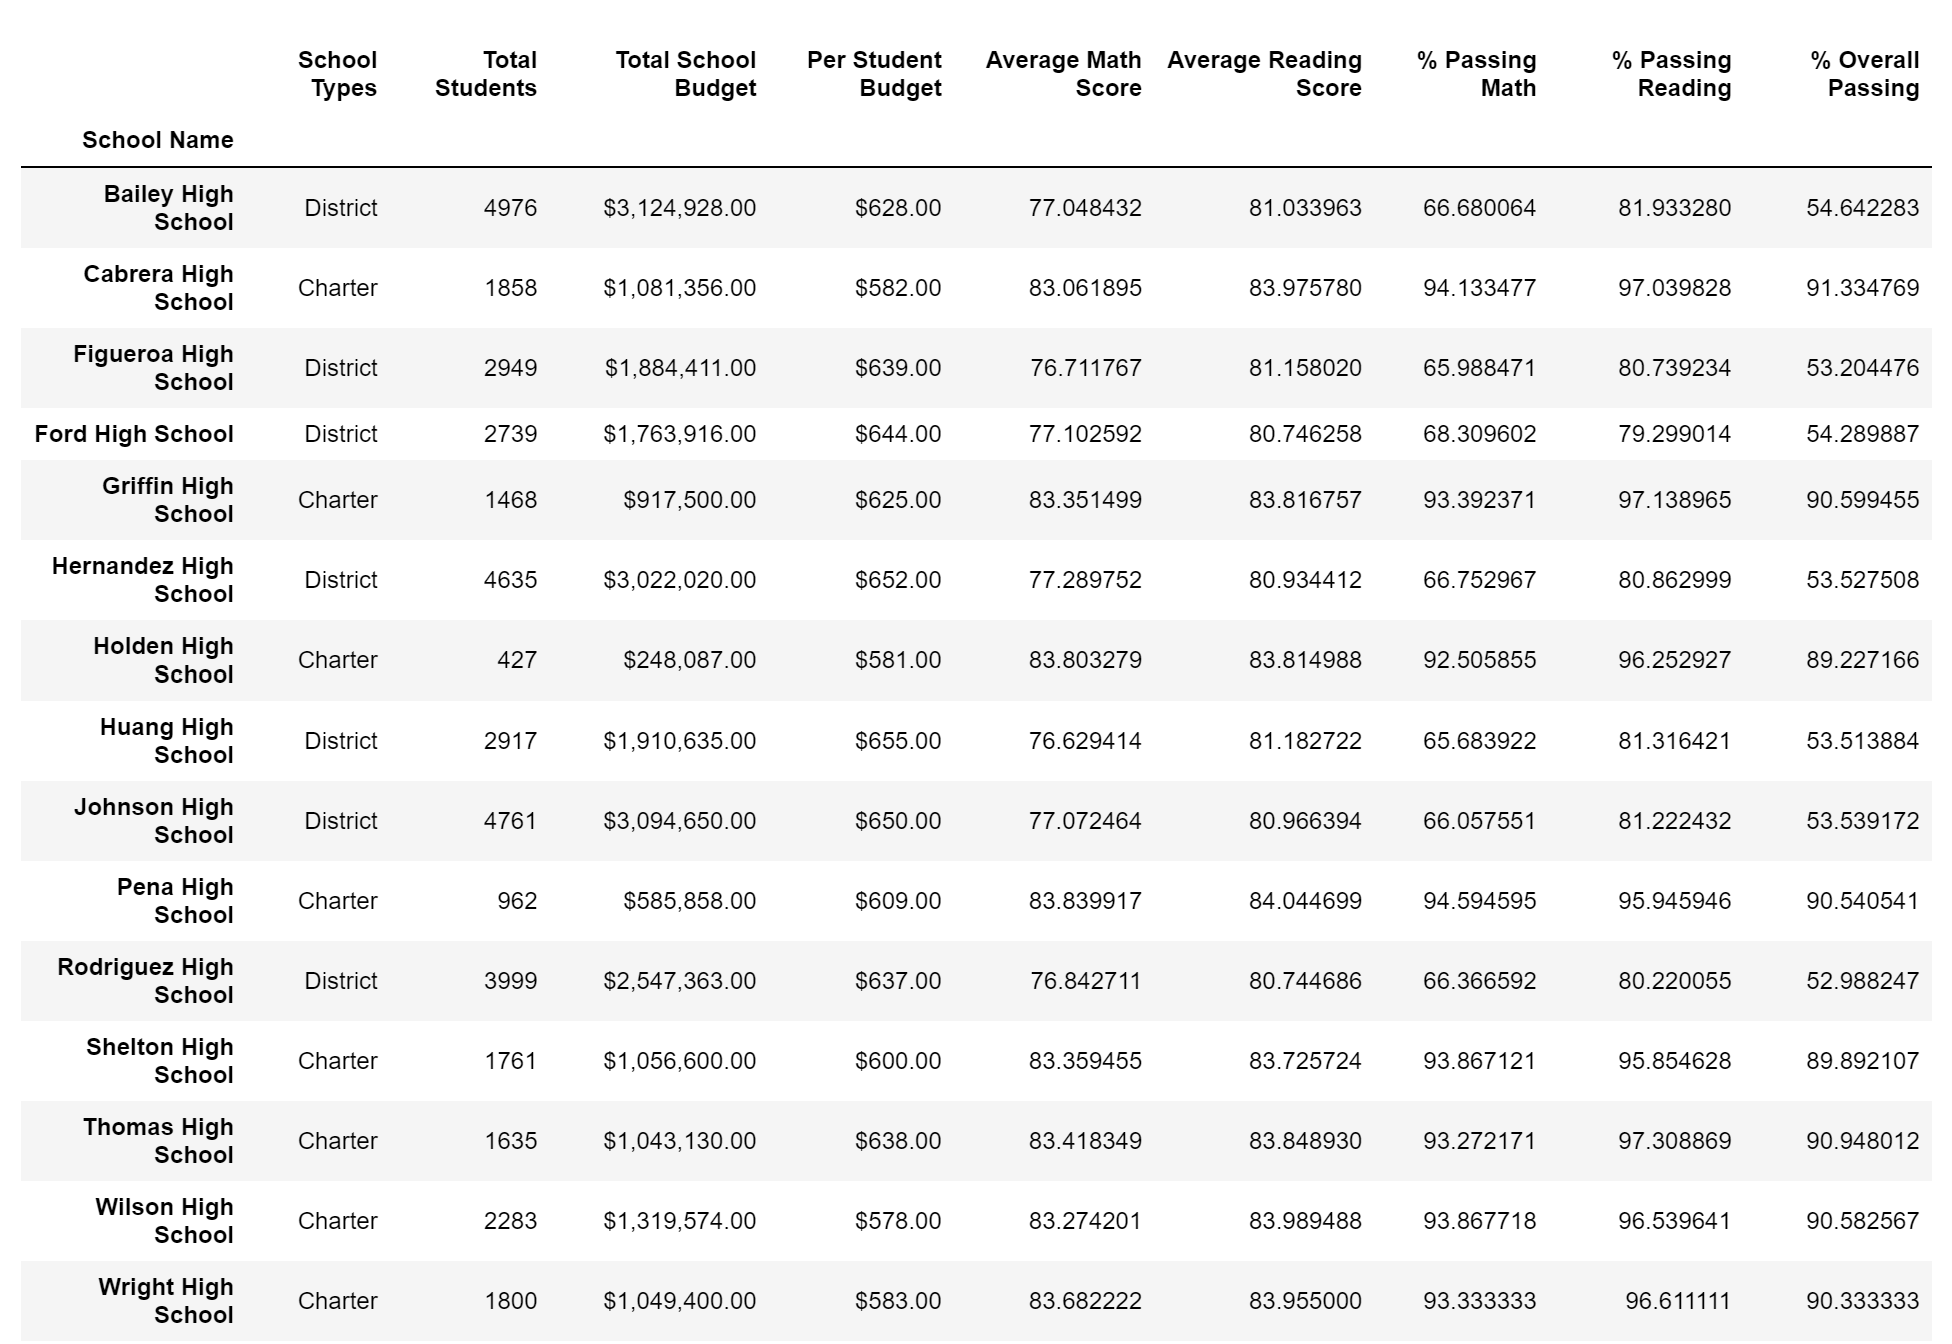 School Types Total Students Total School Budget Per Student Budget Average Math Score Average Reading Score % Passing Math % Passing Reading % Overall Passing
School Name
Bailey High School District 4976 $3,124,928.00 $628.00 77.048432 81.033963 66.680064 81.933280 54.642283
Cabrera High School Charter 1858 $1,081,356.00 $582.00 83.061895 83.975780 94.133477 97.039828 91.334769
Figueroa High School District 2949 $1,884,411.00 $639.00 76.711767 81.158020 65.988471 80.739234 53.204476
Ford High School District 2739 $1,763,916.00 $644.00 77.102592 80.746258 68.309602 79.299014 54.289887
Griffin High School Charter 1468 $917,500.00 $625.00 83.351499 83.816757 93.392371 97.138965 90.599455
Hernandez High School District 4635 $3,022,020.00 $652.00 77.289752 80.934412 66.752967 80.862999 53.527508
Holden High School Charter 427 $248,087.00 $581.00 83.803279 83.814988 92.505855 96.252927 89.227166
Huang High School District 2917 $1,910,635.00 $655.00 76.629414 81.182722 65.683922 81.316421 53.513884
Johnson High School District 4761 $3,094,650.00 $650.00 77.072464 80.966394 66.057551 81.222432 53.539172
Pena High School Charter 962 $585,858.00 $609.00 83.839917 84.044699 94.594595 95.945946 90.540541
Rodriguez High School District 3999 $2,547,363.00 $637.00 76.842711 80.744686 66.366592 80.220055 52.988247
Shelton High School Charter 1761 $1,056,600.00 $600.00 83.359455 83.725724 93.867121 95.854628 89.892107
Thomas High School Charter 1635 $1,043,130.00 $638.00 83.418349 83.848930 93.272171 97.308869 90.948012
Wilson High School Charter 2283 $1,319,574.00 $578.00 83.274201 83.989488 93.867718 96.539641 90.582567
Wright High School Charter 1800 $1,049,400.00 $583.00 83.682222 83.955000 93.333333 96.611111 90.333333